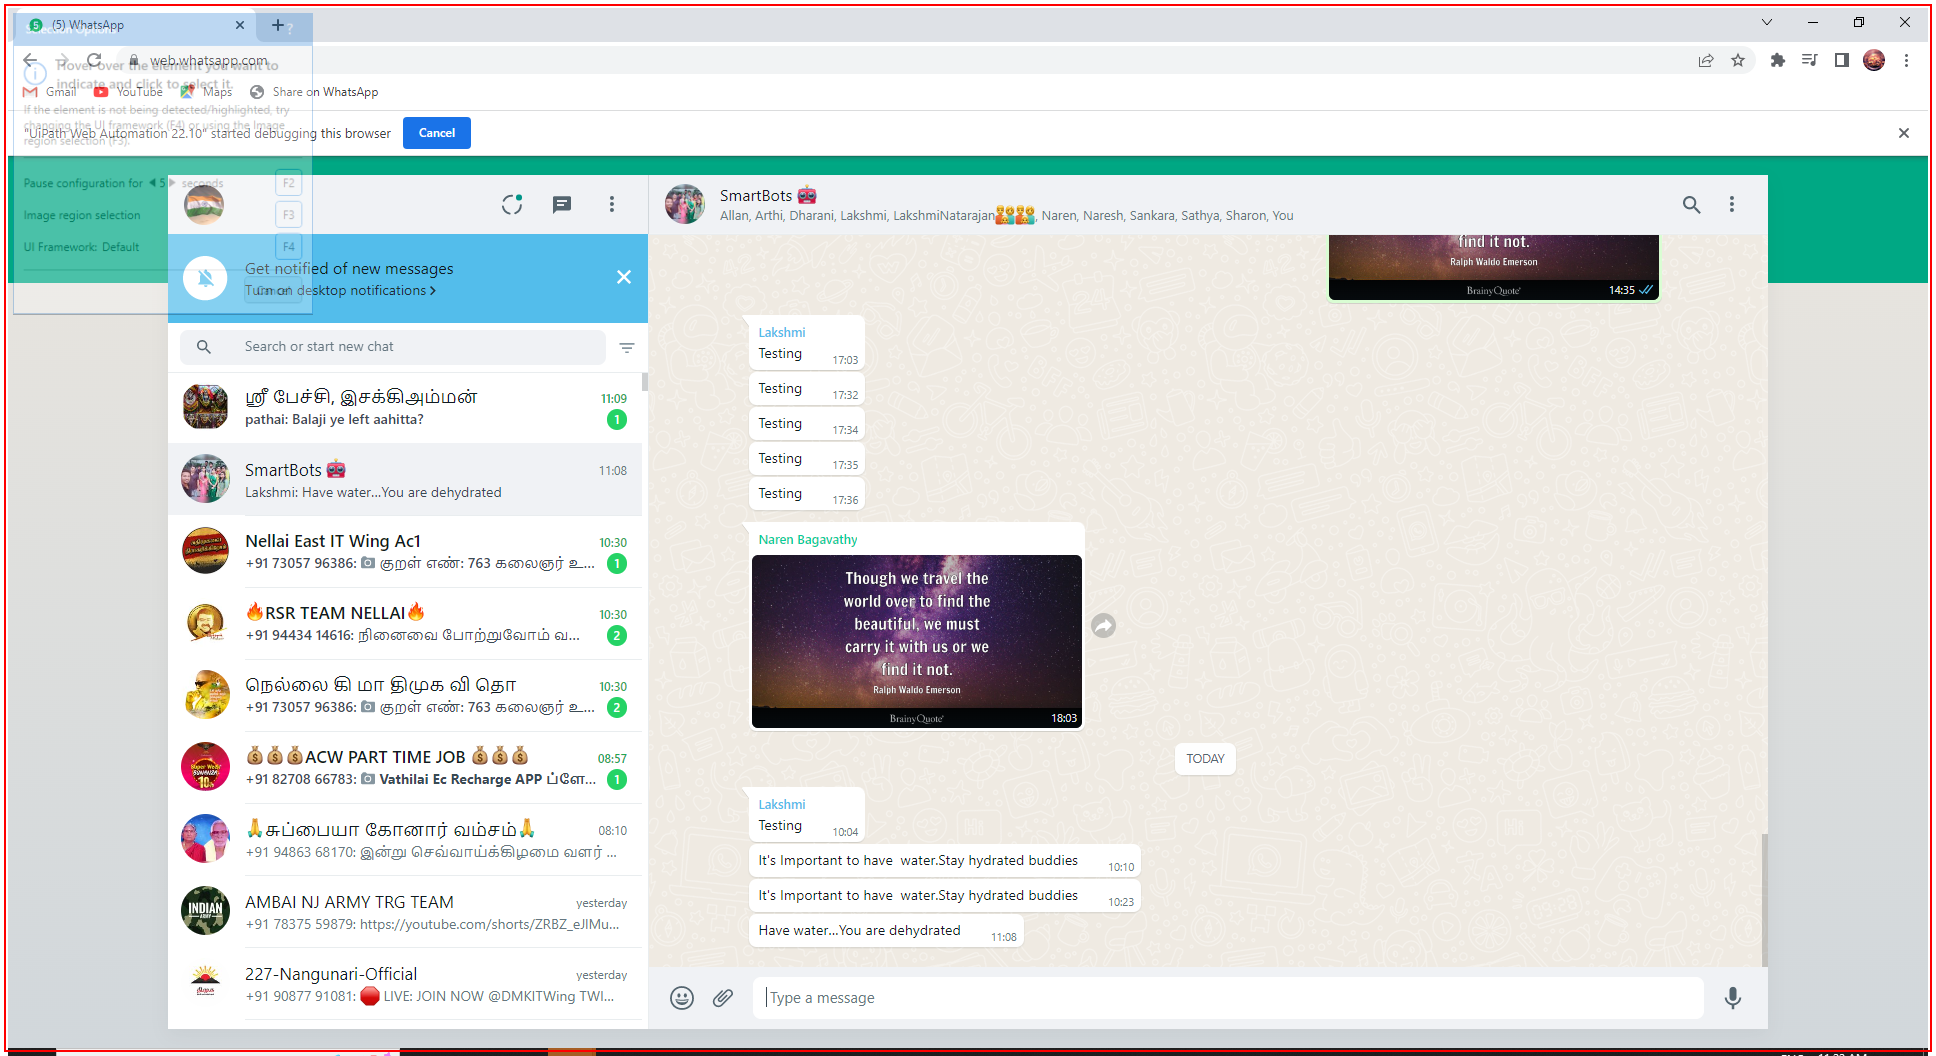 (5) WhatsApp
Selection Options
?
web.whatsapp.com
Hover over the element you want to
indicate and click to select it.
Gmail
YouTube
Maps
Share on WhatsApp
If the element is not being detected/highlighted, try
changing the UI framework (F4) or using the Image
region selection (F3).
"UiPath Web Automation 22.10" started debugging this browser
Cancel
Pause configuration for 5 seconds
F2
Image region selection
F3
UI Framework: Default
F4
Cancel
Get notified of new messages
Turn on desktop notifications
Search or start new chat
ஸ்ரீ பேச்சி, இசக்கிஅம்மன்
11:09
pathai: Balaji ye left aahitta?
1
SmartBots 🤖
11:08
Lakshmi: Have water...You are dehydrated
Nellai East IT Wing Ac1
10:30
+91 73057 96386: 📷 குறள் எண்: 763 கலைஞர் உ...
1
🔥RSR TEAM NELLAI🔥
10:30
+91 94434 14616: நினைவை போற்றுவோம் வ...
2
நெல்லை கி மா திமுக வி தொ
10:30
+91 73057 96386: 📷 குறள் எண்: 763 கலைஞர் உ...
2
💰💰💰ACW PART TIME JOB 💰💰💰
08:57
+91 82708 66783: 📷 Vathilai Ec Recharge APP ப்ளே...
1
🙏சுப்பையா கோனார் வம்சம்🙏
08:10
+91 94863 68170: இன்று செவ்வாய்க்கிழமை வளர் ...
INDIAN
ARMY
AMBAI NJ ARMY TRG TEAM
yesterday
+91 78375 59879: https://youtube.com/shorts/ZRBZ_eJlMu...
227-Nangunari-Official
yesterday
+91 90877 91081: 🛑 LIVE: JOIN NOW @DMKITWing TWI...
SmartBots 🤖
Allan, Arthi, Dharani, Lakshmi, LakshmiNatarajan👨‍👩‍👧‍👦👨‍👩‍👧‍👦, Naren, Naresh, Sankara, Sathya, Sharon, You
find it not.
Ralph Waldo Emerson
BrainyQuote
14:35
Lakshmi
Testing
17:03
Testing
17:32
Testing
17:34
Testing
17:35
Testing
17:36
Naren Bagavathy
Though we travel the
world over to find the
beautiful, we must
carry it with us or we
find it not.
Ralph Waldo Emerson
BrainyQuote
18:03
TODAY
Lakshmi
Testing
10:04
It's Important to have  water.Stay hydrated buddies
10:10
It's Important to have  water.Stay hydrated buddies
10:23
Have water...You are dehydrated
11:08
Type a message